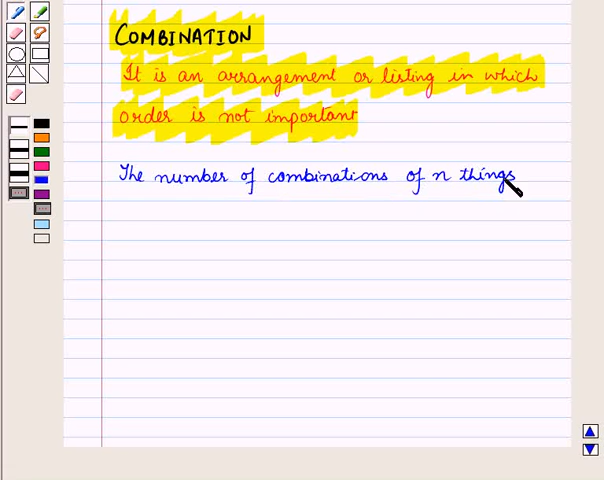 COMBINATION
It is an arrangement or listing in which
order is not important
The number of combinations of n things